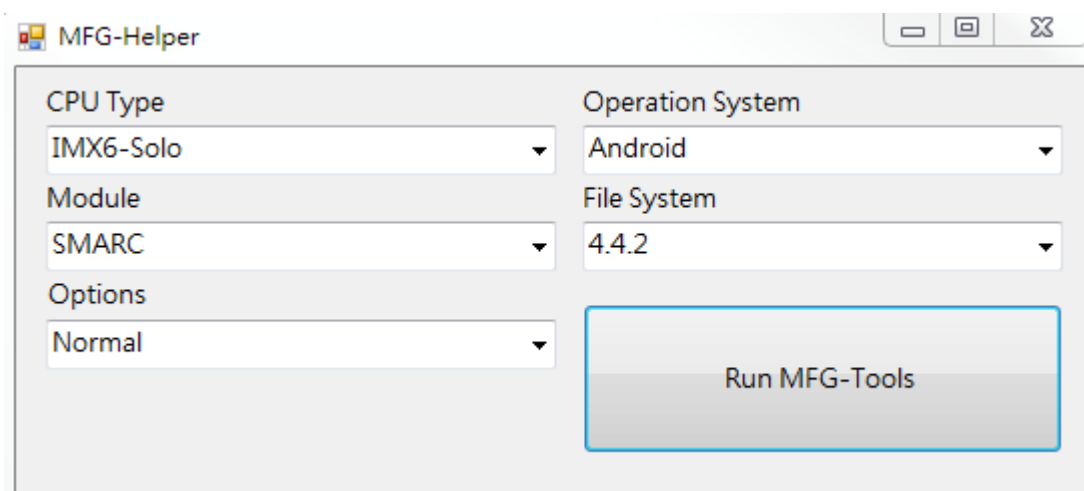 MFG-Helper
CPU Type
IMX6-Solo
Operation System
Android
Module
SMARC
File System
4.4.2
Options
Normal
Run MFG-Tools